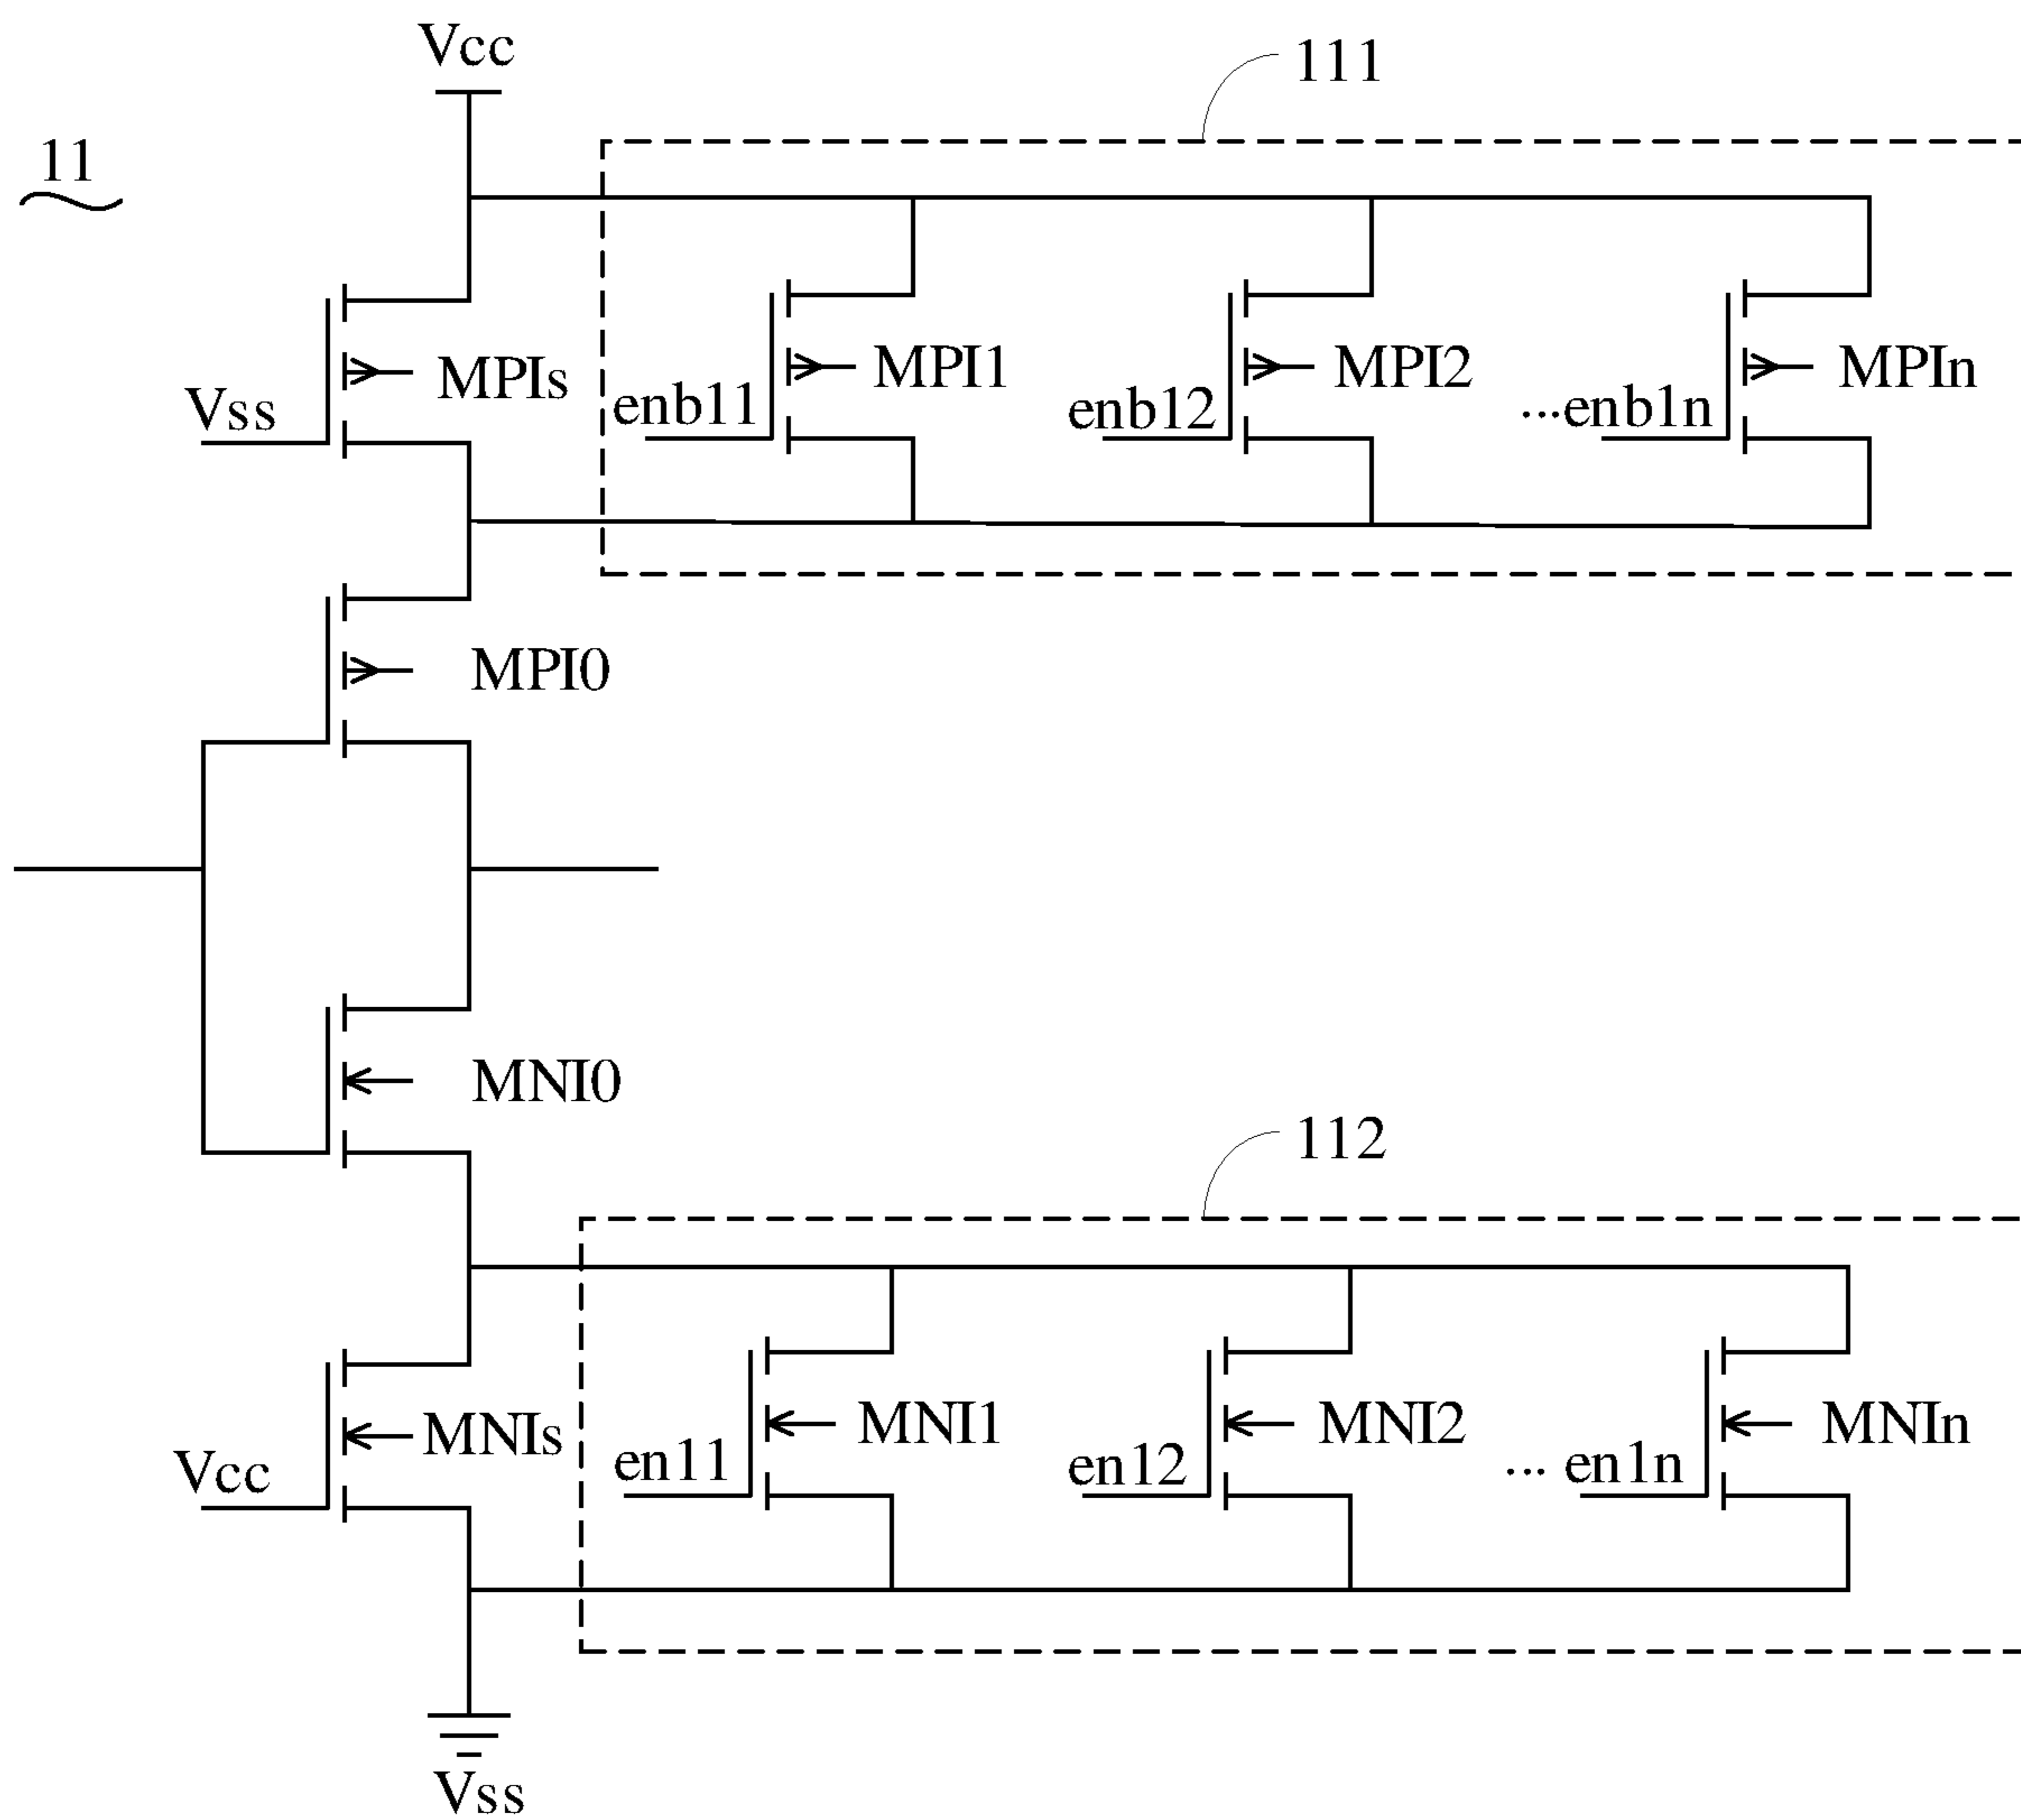 Vcc
111
11
MPIs
MPI1
MPI2
MPIn
Vss
enb11
enb12
...enb1n
MPI0
MNI0
112
MNIs
MNI1
MNI2
MNIn
Vcc
en11
en12
... en1n
Vss